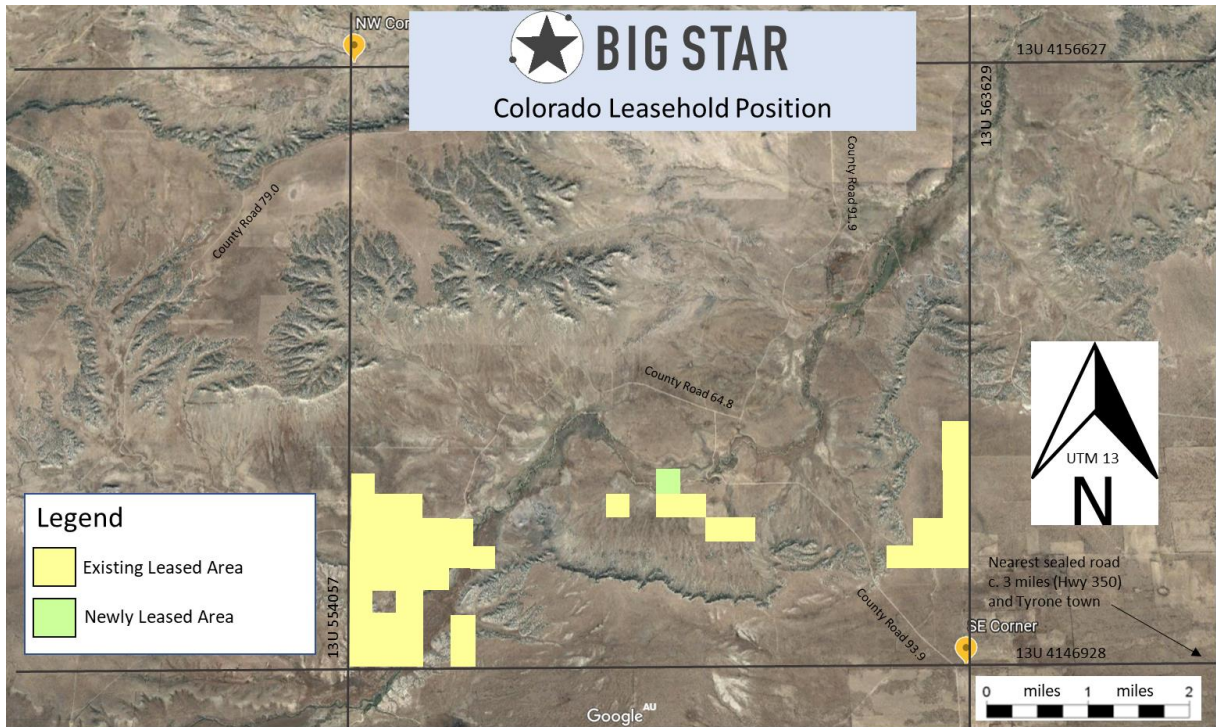 NW Cor
BIG STAR
Colorado Leasehold Position
13U 4156627
13U 563629
County Road 79.0
County Road 91.9
County Road 64.8
UTM 13
N
Legend
Existing Leased Area
Newly Leased Area
13U 554057
Nearest sealed road
c. 3 miles (Hwy 350)
and Tyrone town
County Road 93.9
SE Corner
13U 4146928
0 miles 1 miles 2
Google AU